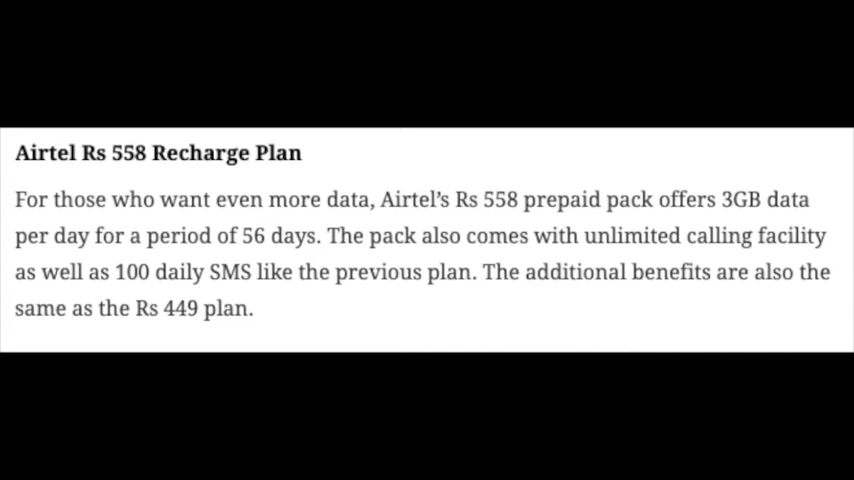 Airtel Rs 558 Recharge Plan
For those who want even more data, Airtel’s Rs 558 prepaid pack offers 3GB data
per day for a period of 56 days. The pack also comes with unlimited calling facility
as well as 100 daily SMS like the previous plan. The additional benefits are also the
same as the Rs 449 plan.